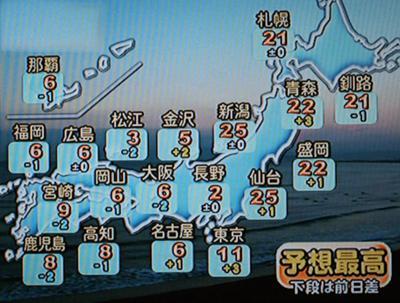 札幌
21
±0
那覇
6
-1
青森
22
+3
釧路
21
-1
松江
3
-2
金沢
5
+2
新潟
25
±0
福岡
6
-1
広島
6
±0
盛岡
22
+1
宮崎
9
-2
岡山
6
-1
大阪
6
-2
長野
2
±0
仙台
25
+1
鹿児島
8
-2
高知
8
-1
名古屋
6
+1
東京
11
+3
予想最高
下段は前日差